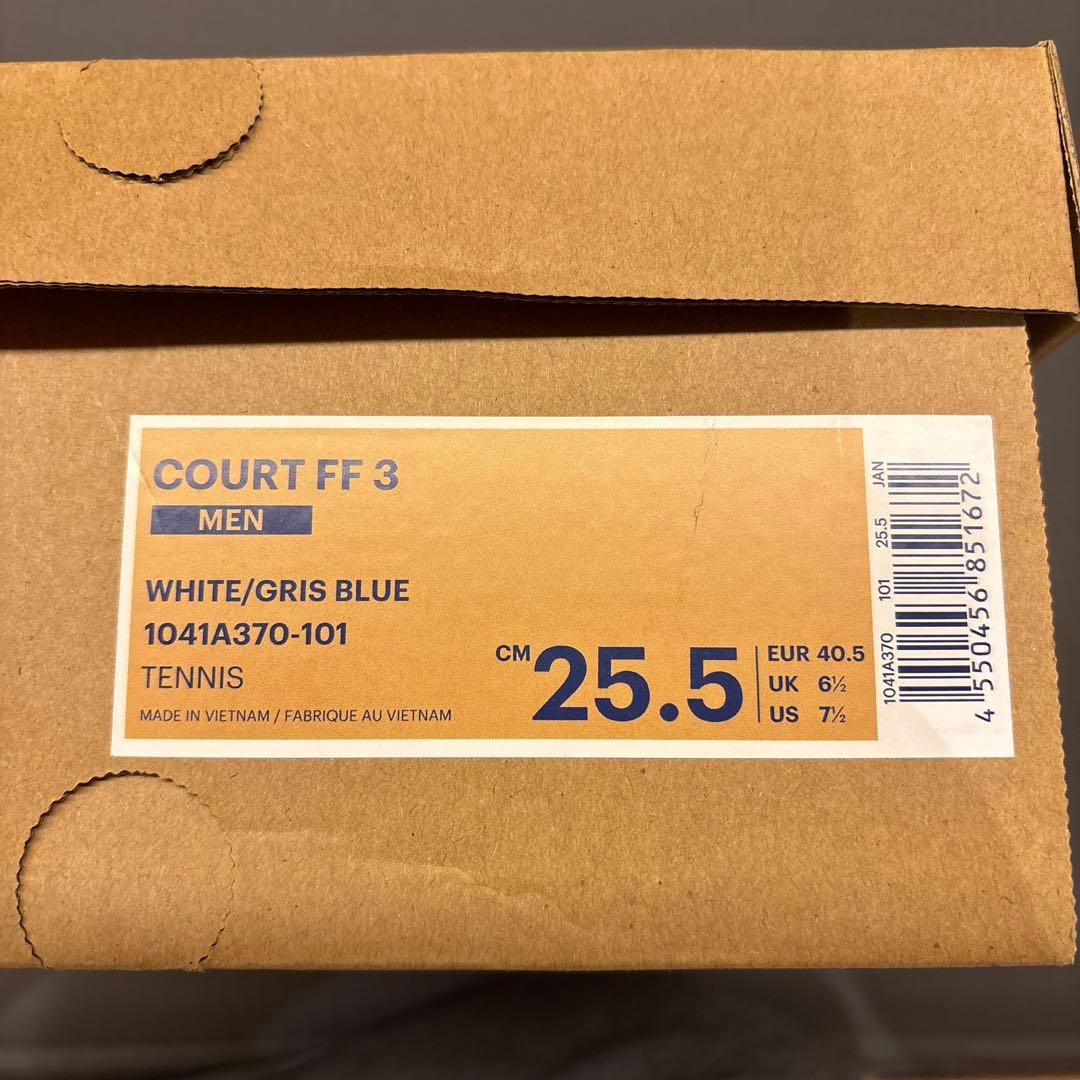 COURT FF 3
MEN
WHITE/GRIS BLUE
1041A370-101
TENNIS
MADE IN VIETNAM / FABRIQUE AU VIETNAM
CM 25.5
EUR 40.5
UK 6½
US 7½
1041A370 101 25.5 JAN
4 550456 851672